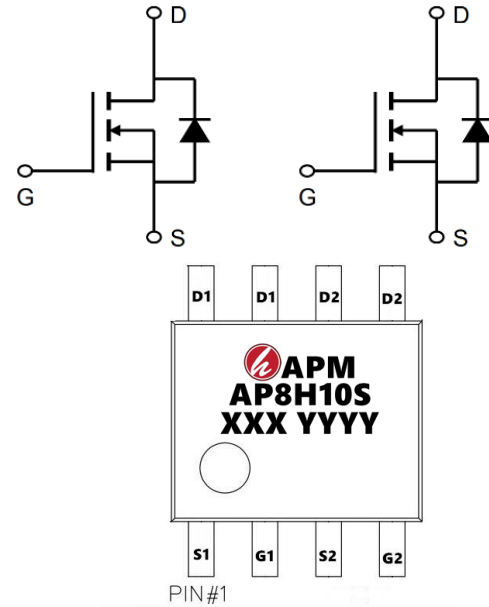 D D
G G
S S
D1 D1 D2 D2
h APM
AP8H10S
XXX YYYY
S1 G1 S2 G2
PIN#1